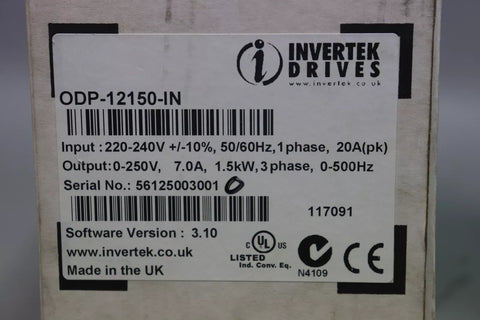 INVERTEK
DRIVES
www.invertek.co.uk
ODP-12150-IN
Input : 220-240V +/-10%, 50/60Hz, 1 phase, 20A(pk)
Output: 0-250V, 7.0A, 1.5kW, 3 phase, 0-500Hz
Serial No.: 56125003001 0
117091
Software Version : 3.10
www.invertek.co.uk
Made in the UK
C UL US
LISTED
Ind. Conv. Eq.
N4109